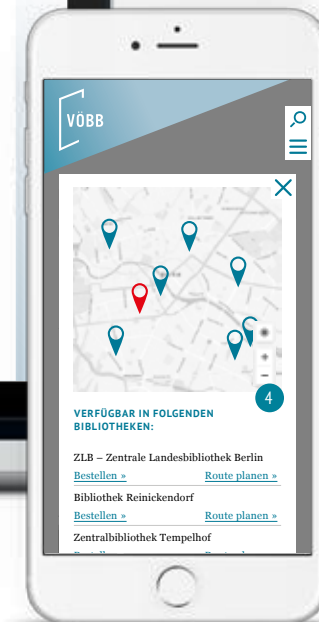 VÖBB
4
VERFÜGBAR IN FOLGENDEN
BIBLIOTHEKEN:
ZLB – Zentrale Landesbibliothek Berlin
Bestellen » Route planen »
Bibliothek Reinickendorf
Bestellen » Route planen »
Zentralbibliothek Tempelhof